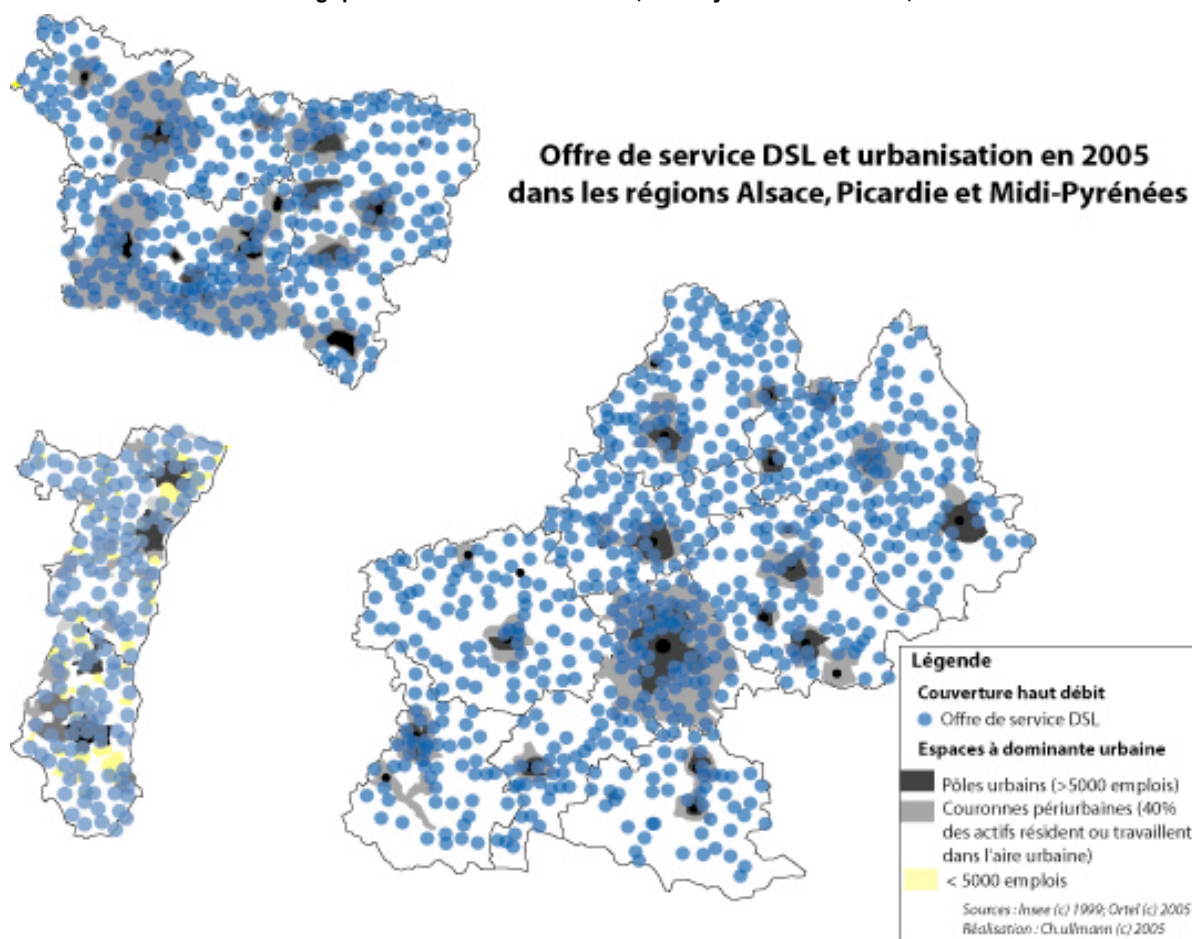 Offre de service DSL et urbanisation en 2005
dans les régions Alsace, Picardie et Midi-Pyrénées
Légende
Couverture haut débit
Offre de service DSL
Espaces à dominante urbaine
Pôles urbains (>5000 emplois)
Couronnes périurbaines (40%
des actifs résident ou travaillent
dans l'aire urbaine)
< 5000 emplois
Sources : Insee (c) 1999; Ortel (c) 2005
Réalisation : Ch.ullmann (c) 2005